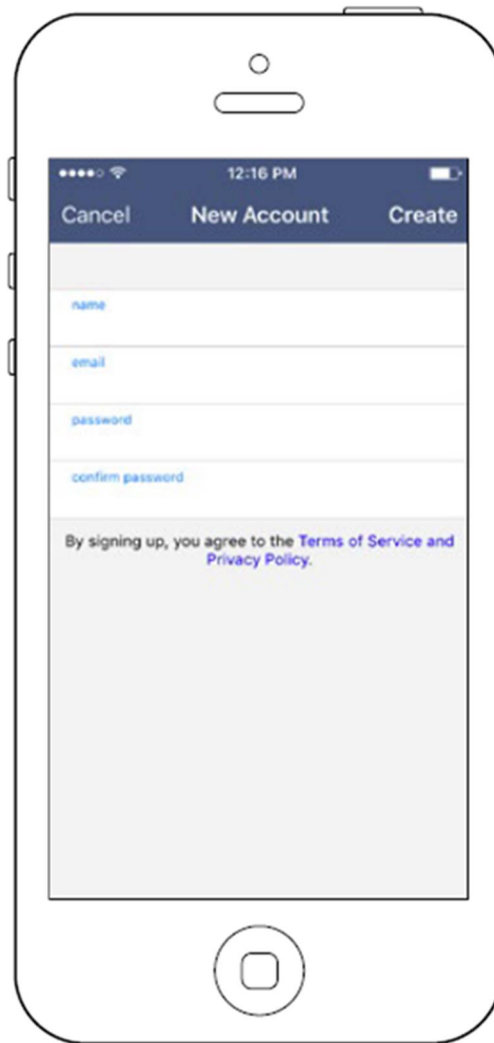 12:16 PM
Cancel New Account Create
name
email
password
confirm password
By signing up, you agree to the Terms of Service and
Privacy Policy.